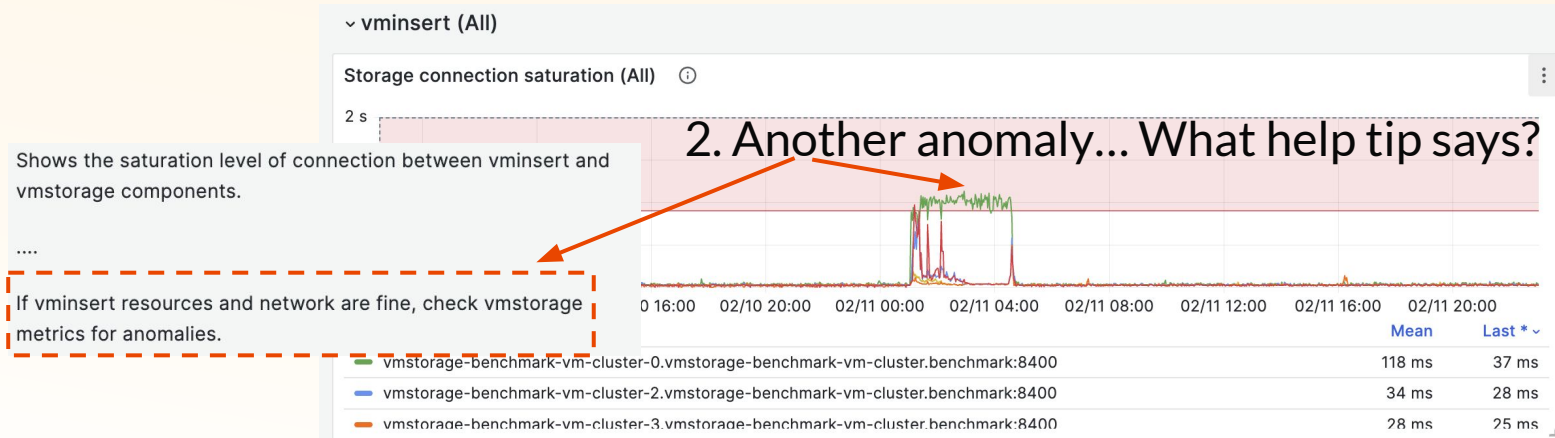 vminsert (All)
Storage connection saturation (All)
2 s
2. Another anomaly... What help tip says?
Shows the saturation level of connection between vminsert and
vmstorage components.
....
If vminsert resources and network are fine, check vmstorage
metrics for anomalies.
0 16:00 02/10 20:00 02/11 00:00 02/11 04:00 02/11 08:00 02/11 12:00 02/11 16:00 02/11 20:00
Mean Last *
vmstorage-benchmark-vm-cluster-0.vmstorage-benchmark-vm-cluster.benchmark:8400 118 ms 37 ms
vmstorage-benchmark-vm-cluster-2.vmstorage-benchmark-vm-cluster.benchmark:8400 34 ms 28 ms
vmstorage-benchmark-vm-cluster-3.vmstorage-benchmark-vm-cluster.benchmark:8400 28 ms 25 ms